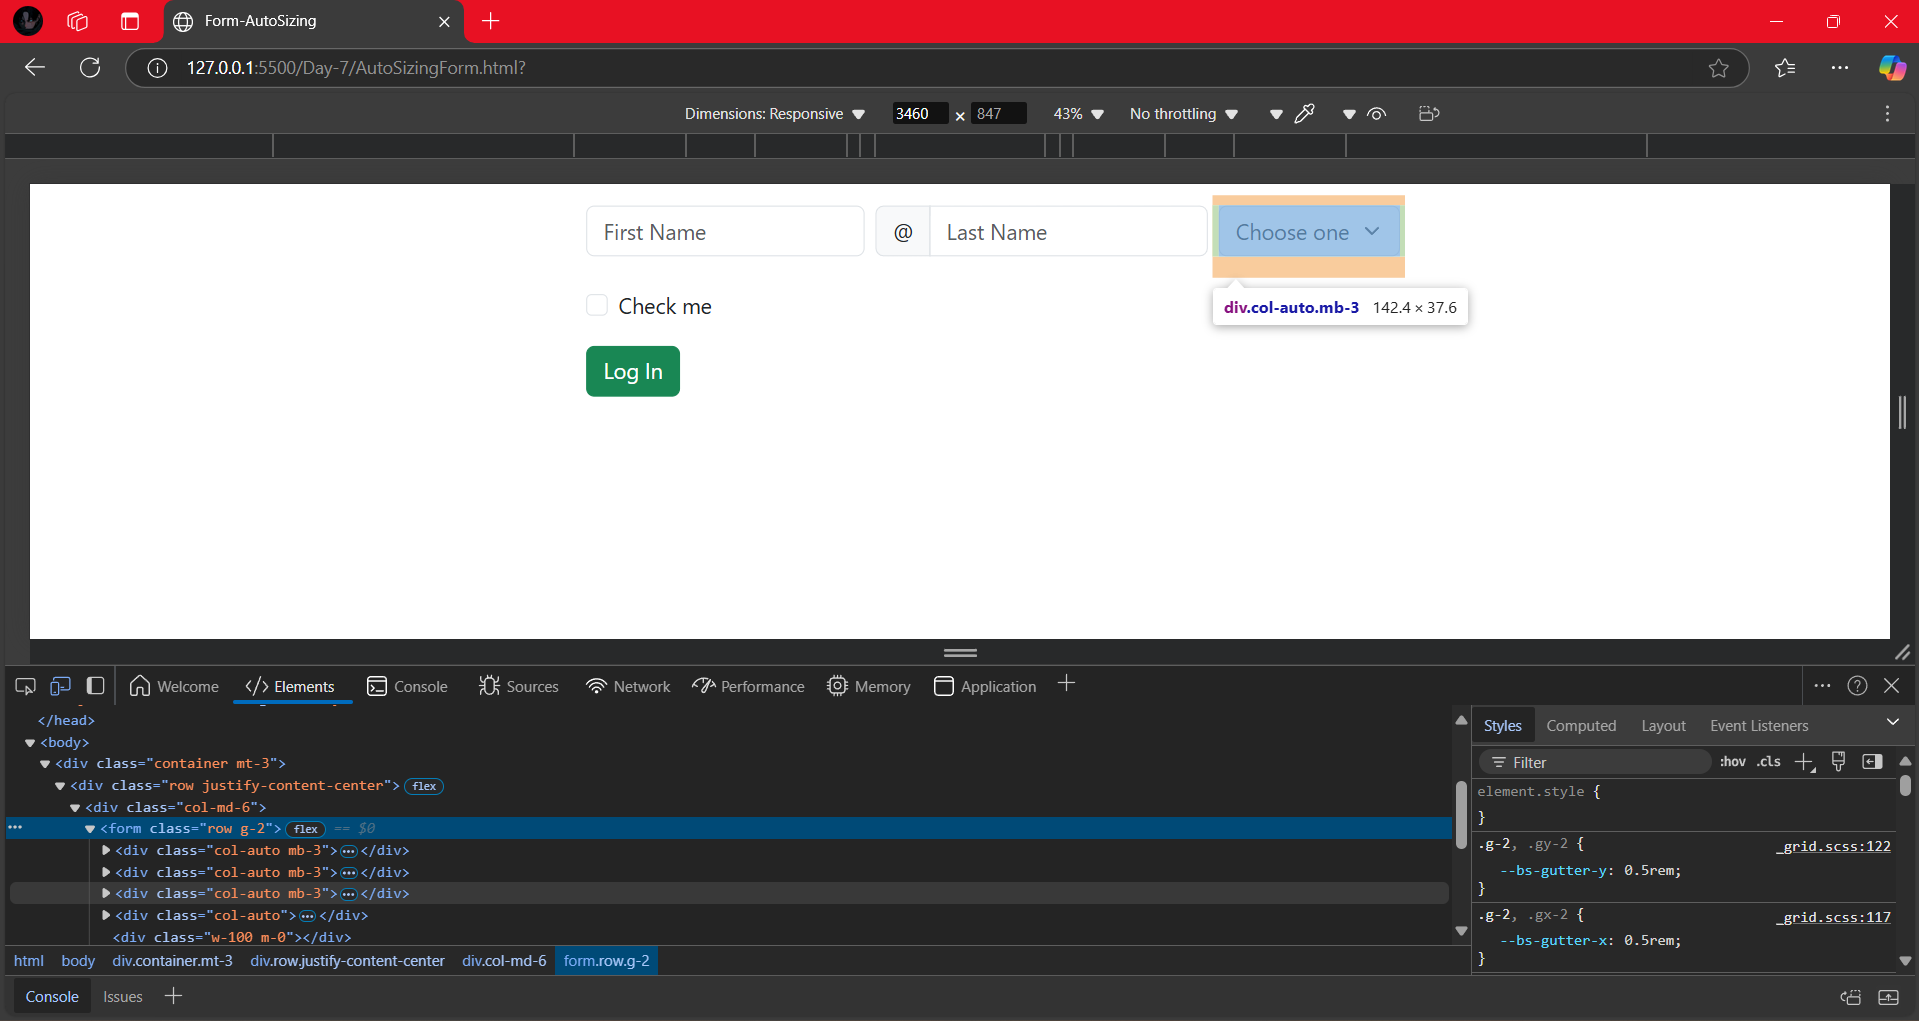 Form-AutoSizing
127.0.0.1:5500/Day-7/AutoSizingForm.html?
Dimensions: Responsive 3460 × 847 43% No throttling
First Name @ Last Name Choose one
Check me
div.col-auto.mb-3 142.4 × 37.6
Log In
Welcome </> Elements Console Sources Network Performance Memory Application
</head>
<body>
<div class="container mt-3">
<div class="row justify-content-center"> flex
<div class="col-md-6">
<form class="row g-2"> flex == $0
<div class="col-auto mb-3"> ••• </div>
<div class="col-auto mb-3"> ••• </div>
<div class="col-auto mb-3"> ••• </div>
<div class="col-auto"> ••• </div>
<div class="w-100 m-0"></div>
html body div.container.mt-3 div.row.justify-content-center div.col-md-6 form.row.g-2
Styles Computed Layout Event Listeners
Filter :hov .cls
element.style {
}
.g-2, .gy-2 { _grid.scss:122
--bs-gutter-y: 0.5rem;
}
.g-2, .gx-2 { _grid.scss:117
--bs-gutter-x: 0.5rem;
}
Console Issues